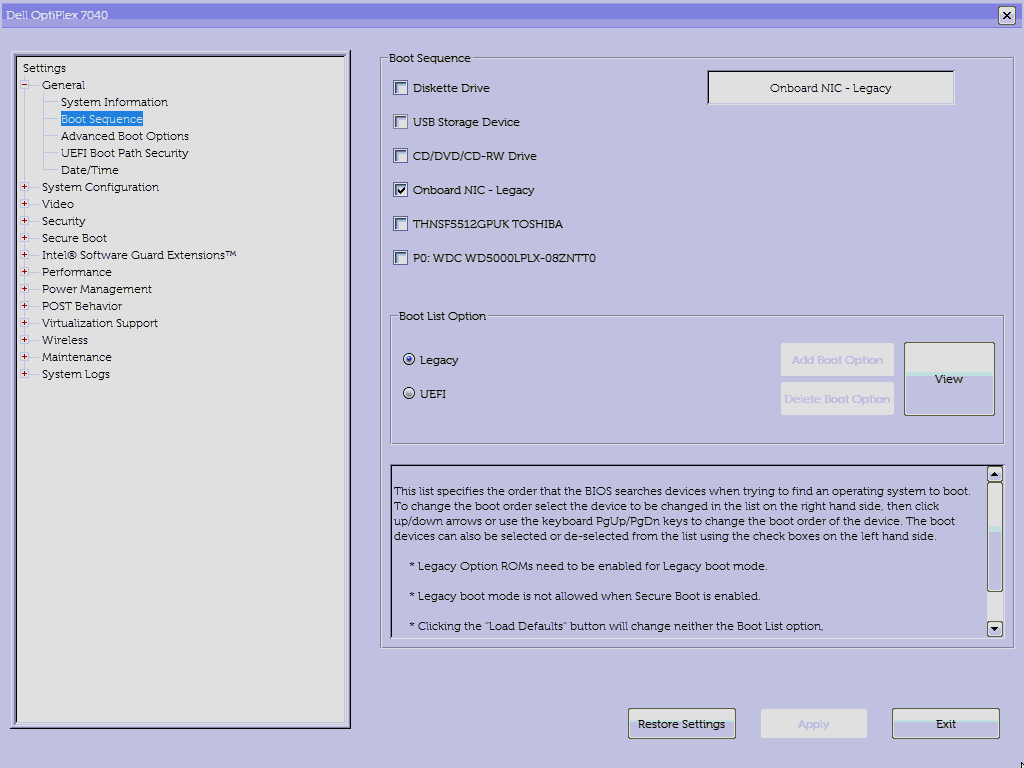 Dell OptiPlex 7040
Settings
General
System Information
Boot Sequence
Advanced Boot Options
UEFI Boot Path Security
Date/Time
System Configuration
Video
Security
Secure Boot
Intel® Software Guard Extensions™
Performance
Power Management
POST Behavior
Virtualization Support
Wireless
Maintenance
System Logs
Boot Sequence
Diskette Drive
USB Storage Device
CD/DVD/CD-RW Drive
Onboard NIC - Legacy
THNSF5512GPUK TOSHIBA
P0: WDC WD5000LPLX-08ZNTT0
Onboard NIC - Legacy
Boot List Option
Legacy
UEFI
Add Boot Option
Delete Boot Option
View
This list specifies the order that the BIOS searches devices when trying to find an operating system to boot.
To change the boot order select the device to be changed in the list on the right hand side, then click
up/down arrows or use the keyboard PgUp/PgDn keys to change the boot order of the device. The boot
devices can also be selected or de-selected from the list using the check boxes on the left hand side.
* Legacy Option ROMs need to be enabled for Legacy boot mode.
* Legacy boot mode is not allowed when Secure Boot is enabled.
* Clicking the "Load Defaults" button will change neither the Boot List option,
Restore Settings
Apply
Exit